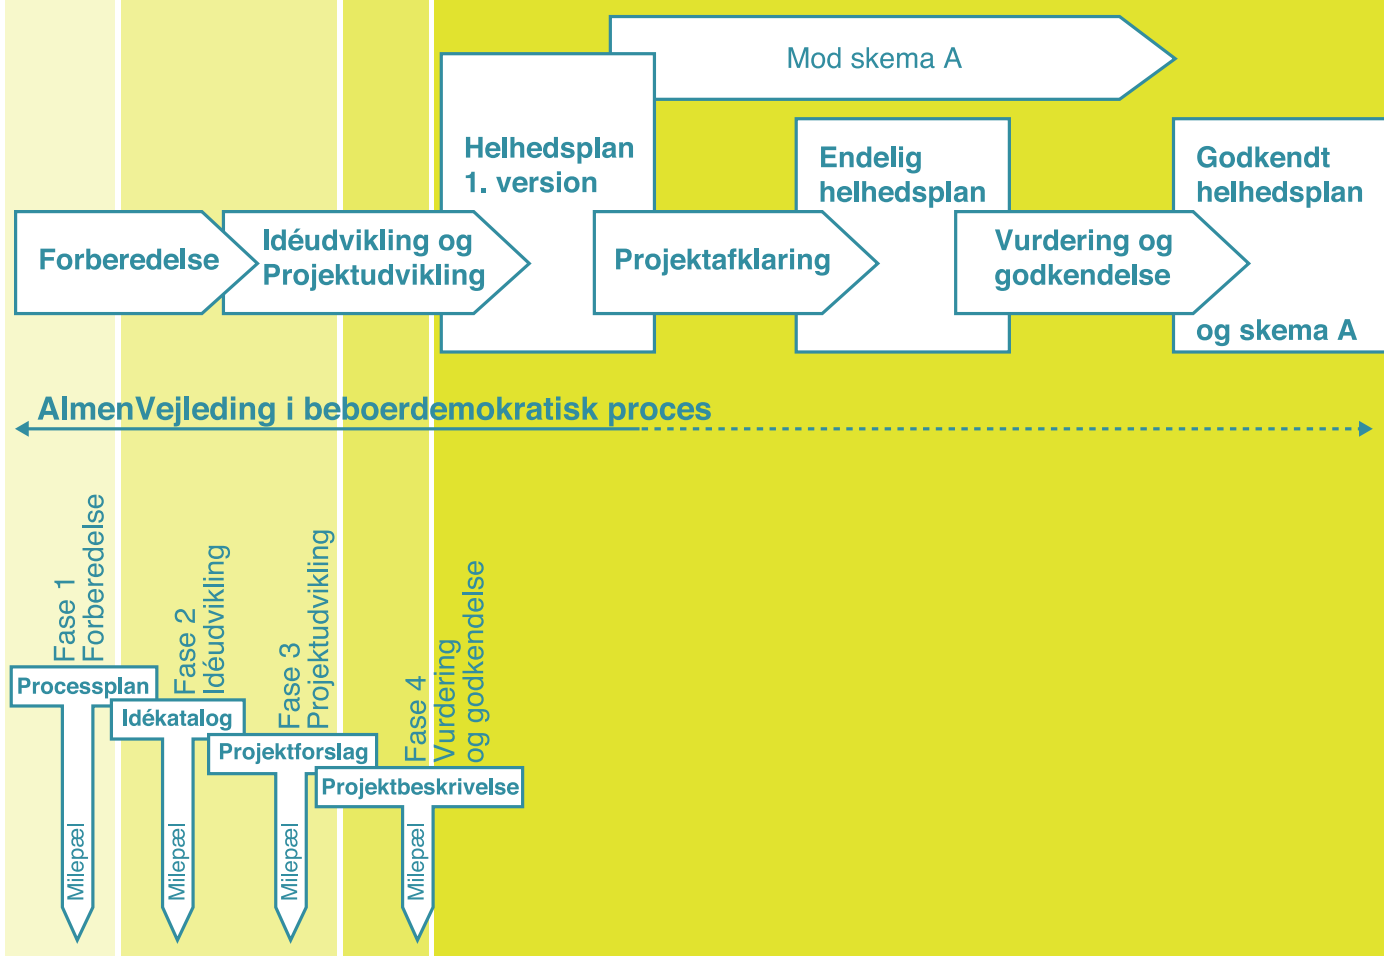 Mod skema A
Helhedsplan
1. version
Endelig
helhedsplan
Godkendt
helhedsplan
og skema A
Forberedelse
Idéudvikling og
Projektudvikling
Projektafklaring
Vurdering og
godkendelse
AlmenVejleding i beboerdemokratisk proces
Fase 1
Forberedelse
Processplan
Milepæl
Fase 2
Idéudvikling
Idékatalog
Milepæl
Fase 3
Projektudvikling
Projektforslag
Milepæl
Fase 4
Vurdering
og godkendelse
Projektbeskrivelse
Milepæl